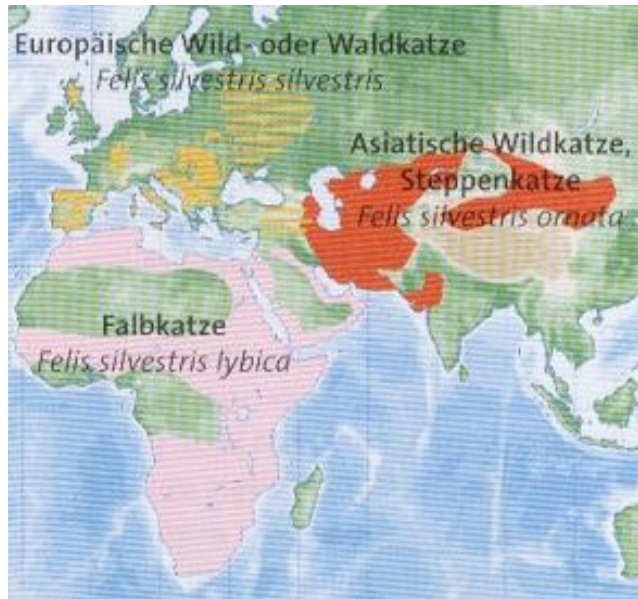 Europäische Wild- oder Waldkatze
Felis silvestris silvestris
Asiatische Wildkatze,
Steppenkatze
Felis silvestris ornata
Falbkatze
Felis silvestris lybica